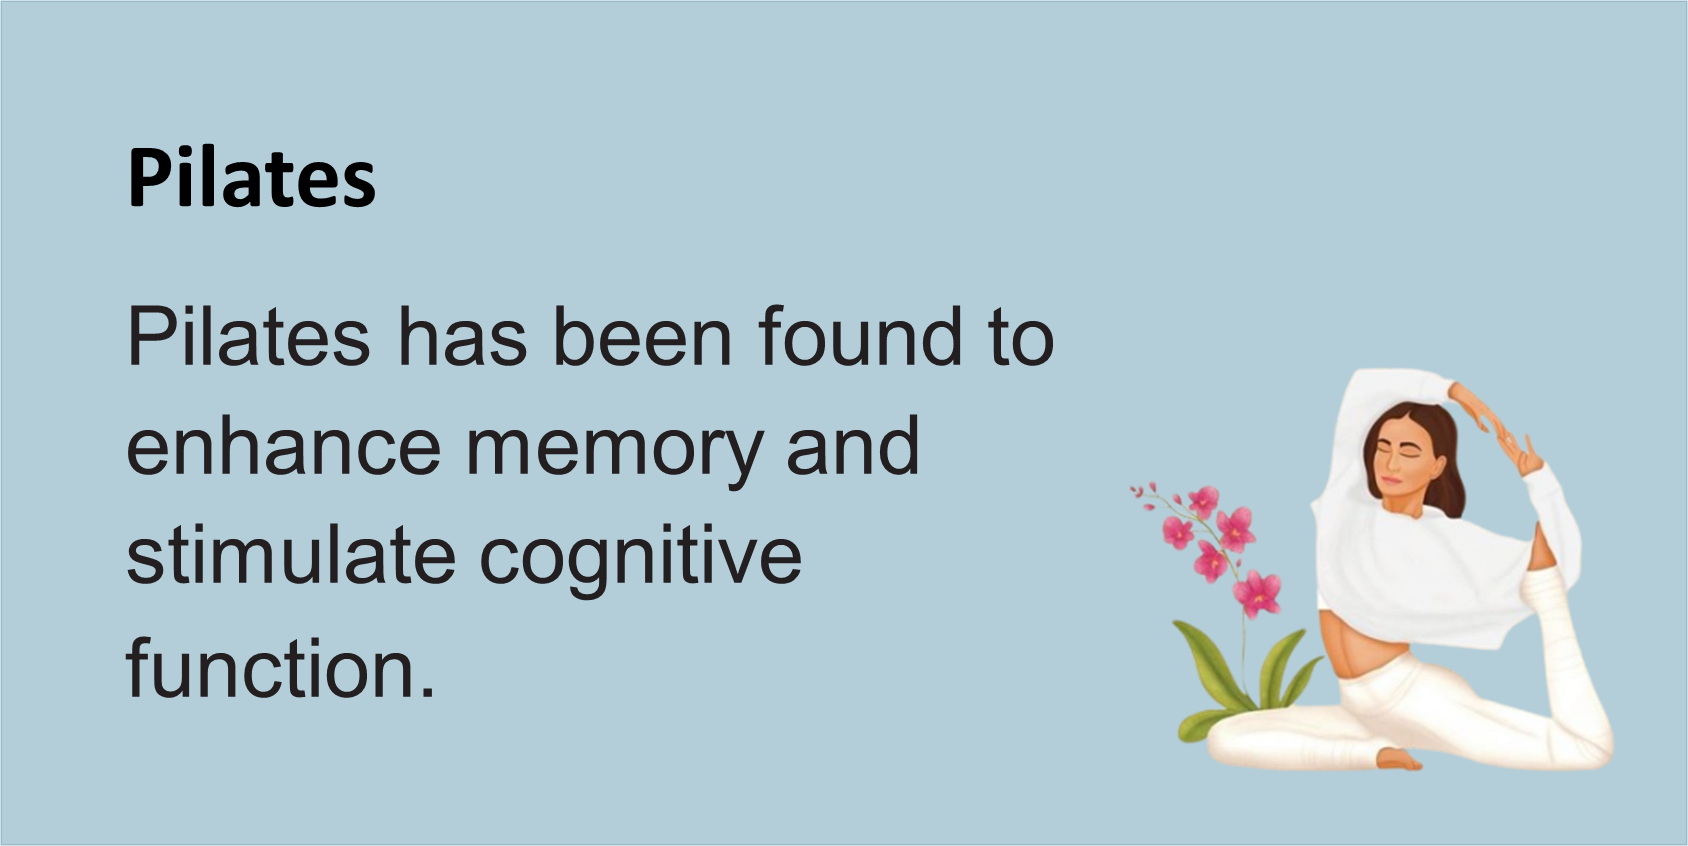 Pilates
Pilates has been found to
enhance memory and
stimulate cognitive
function.